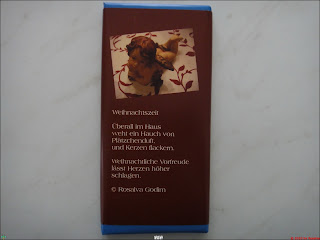 Weihnachtszeit
Überall im Haus
weht ein Hauch von
Plätzchenduft,
und Kerzen flackern.
Weihnachtliche Vorfreude
lässt Herzen höher
schlagen.
© Rosalva Godim